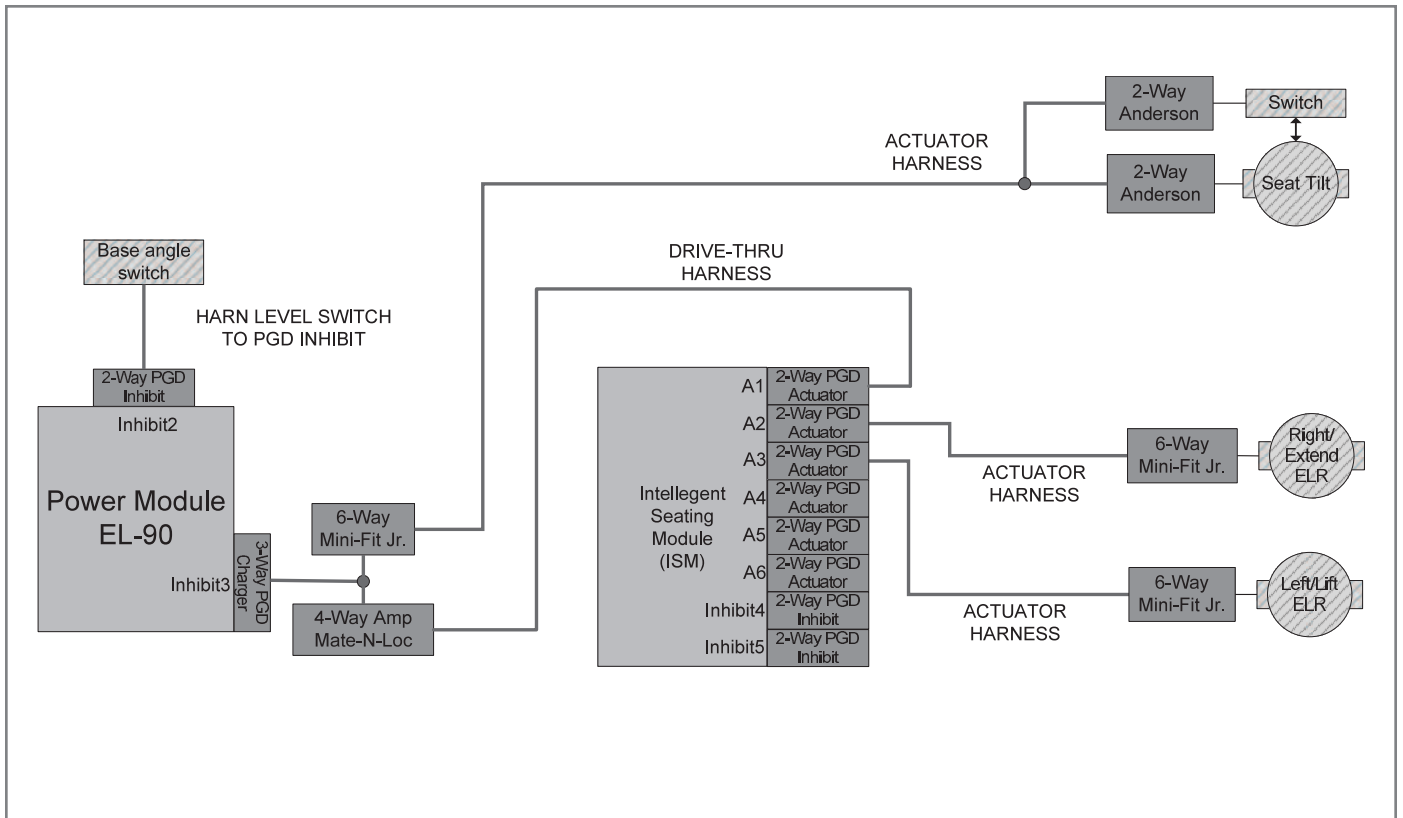 2-Way
Anderson
Switch
ACTUATOR
HARNESS
2-Way
Anderson
Seat Tilt
Base angle
switch
DRIVE-THRU
HARNESS
HARN LEVEL SWITCH
TO PGD INHIBIT
2-Way PGD
Inhibit
Inhibit2
Power Module
EL-90
Inhibit3
3-Way PGD
Charger
6-Way
Mini-Fit Jr.
4-Way Amp
Mate-N-Loc
Intellegent
Seating
Module
(ISM)
A1
2-Way PGD
Actuator
A2
2-Way PGD
Actuator
A3
2-Way PGD
Actuator
A4
2-Way PGD
Actuator
A5
2-Way PGD
Actuator
A6
2-Way PGD
Actuator
Inhibit4
2-Way PGD
Inhibit
Inhibit5
2-Way PGD
Inhibit
ACTUATOR
HARNESS
6-Way
Mini-Fit Jr.
Right/
Extend
ELR
ACTUATOR
HARNESS
6-Way
Mini-Fit Jr.
Left/Lift
ELR